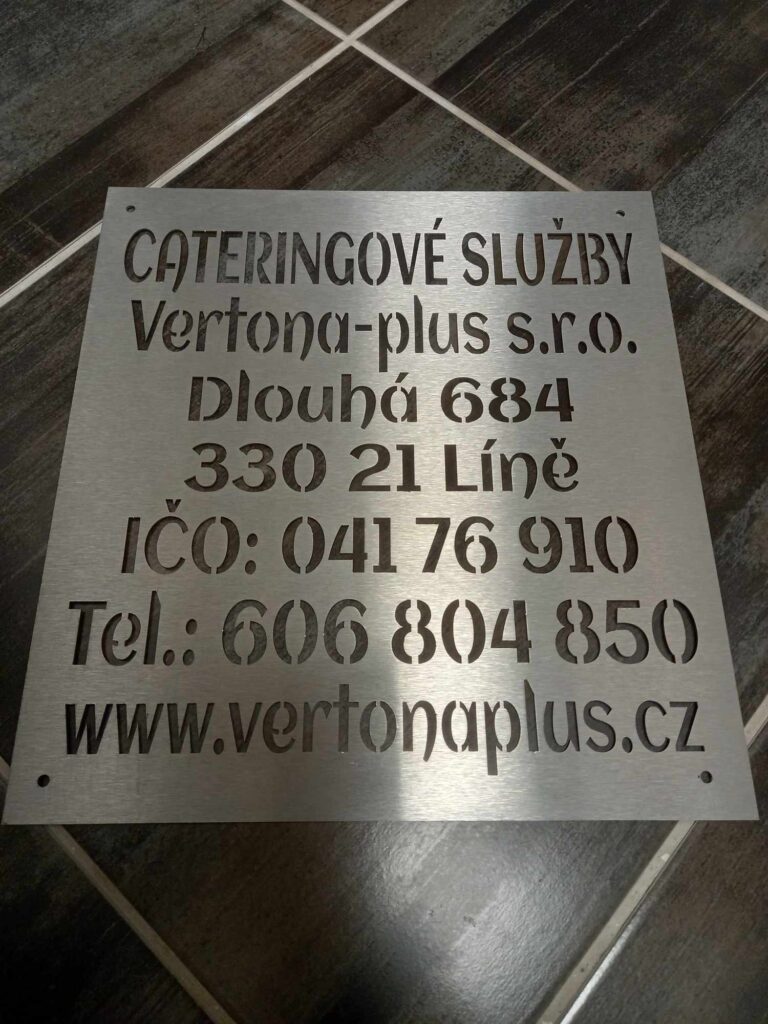 CATERINGOVÉ SLUŽBY
Vertona-plus s.r.o.
Dlouhá 684
330 21 Líně
IČO: 041 76 910
Tel.: 606 804 850
www.vertonaplus.cz